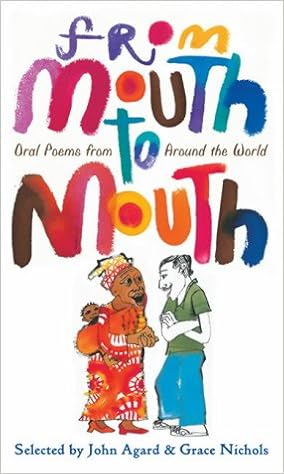 from
mouth
Oral Poems from to Around the World
mouth
Selected by John Agard & Grace Nichols